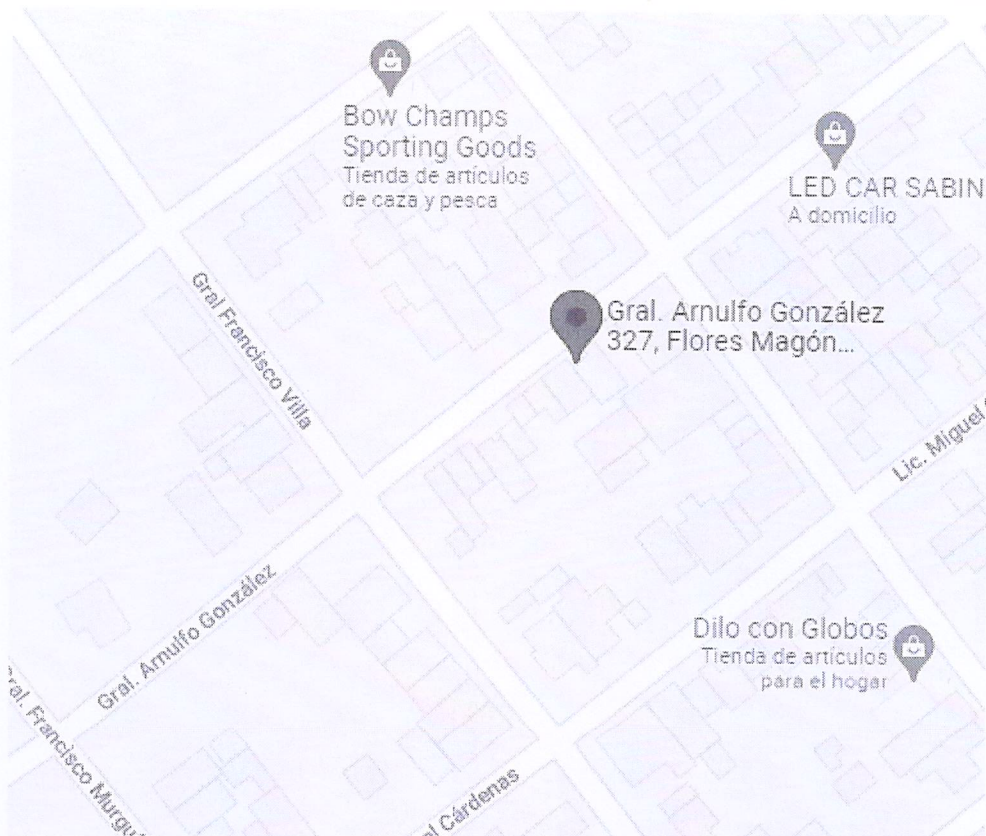 Bow Champs
Sporting Goods
Tienda de artículos
de caza y pesca
LED CAR SABIN
A domicilio
Gral Francisco Villa
Gral. Arnulfo González
327, Flores Magón...
Lic. Miguel
Gral. Arnulfo González
Dilo con Globos
Tienda de artículos
para el hogar
ral. Francisco Murgu
al Cárdenas